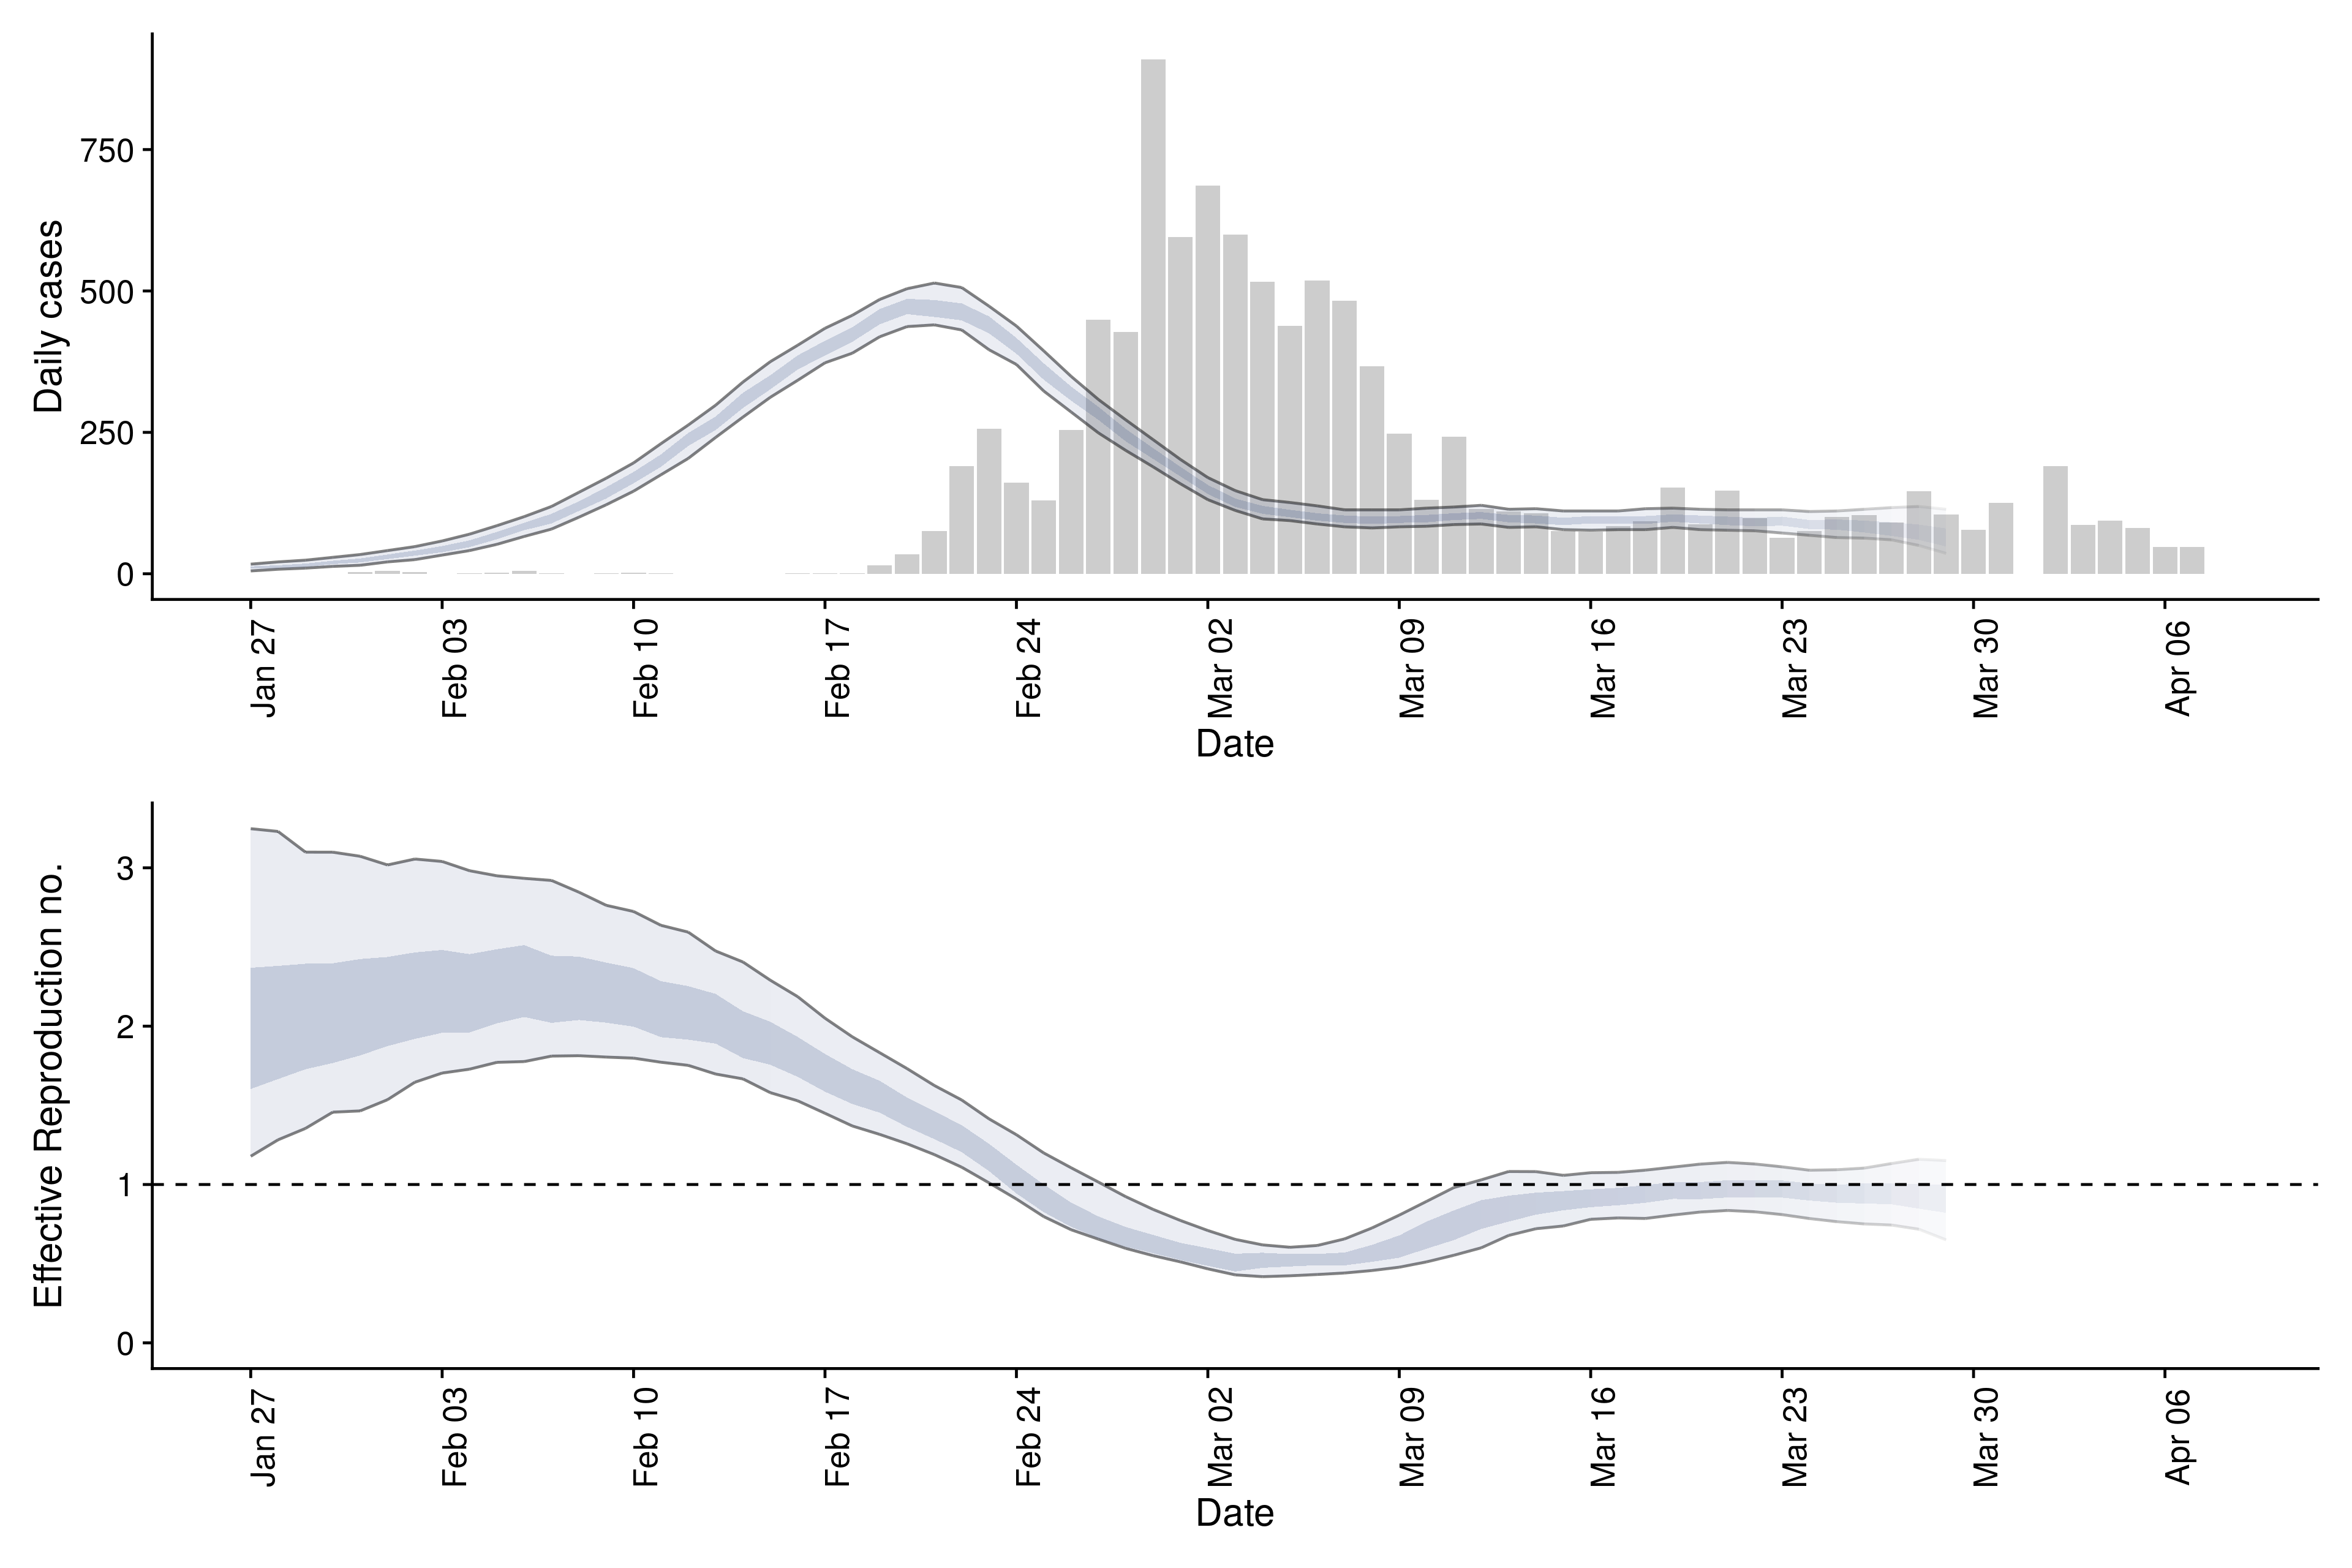 Daily cases
750
500
250
0
Jan 27
Feb 03
Feb 10
Feb 17
Feb 24
Mar 02
Mar 09
Mar 16
Mar 23
Mar 30
Apr 06
Date
Effective Reproduction no.
3
2
1
0
Jan 27
Feb 03
Feb 10
Feb 17
Feb 24
Mar 02
Mar 09
Mar 16
Mar 23
Mar 30
Apr 06
Date